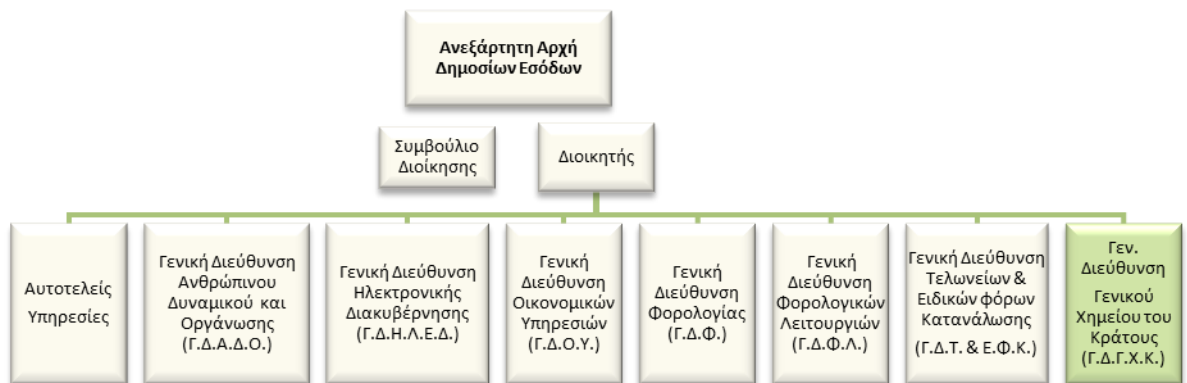 Ανεξάρτητη Αρχή
Δημοσίων Εσόδων
Συμβούλιο
Διοίκησης
Διοικητής
Αυτοτελείς
Υπηρεσίες
Γενική Διεύθυνση
Ανθρώπινου
Δυναμικού και
Οργάνωσης
(Γ.Δ.Α.Δ.Ο.)
Γενική Διεύθυνση
Ηλεκτρονικής
Διακυβέρνησης
(Γ.Δ.Η.Λ.Ε.Δ.)
Γενική
Διεύθυνση
Οικονομικών
Υπηρεσιών
(Γ.Δ.Ο.Υ.)
Γενική
Διεύθυνση
Φορολογίας
(Γ.Δ.Φ.)
Γενική
Διεύθυνση
Φορολογικών
Λειτουργιών
(Γ.Δ.Φ.Λ.)
Γενική Διεύθυνση
Τελωνείων &
Ειδικών φόρων
Κατανάλωσης
(Γ.Δ.Τ. & Ε.Φ.Κ.)
Γεν.
Διεύθυνση
Γενικού
Χημείου του
Κράτους
(Γ.Δ.Γ.Χ.Κ.)